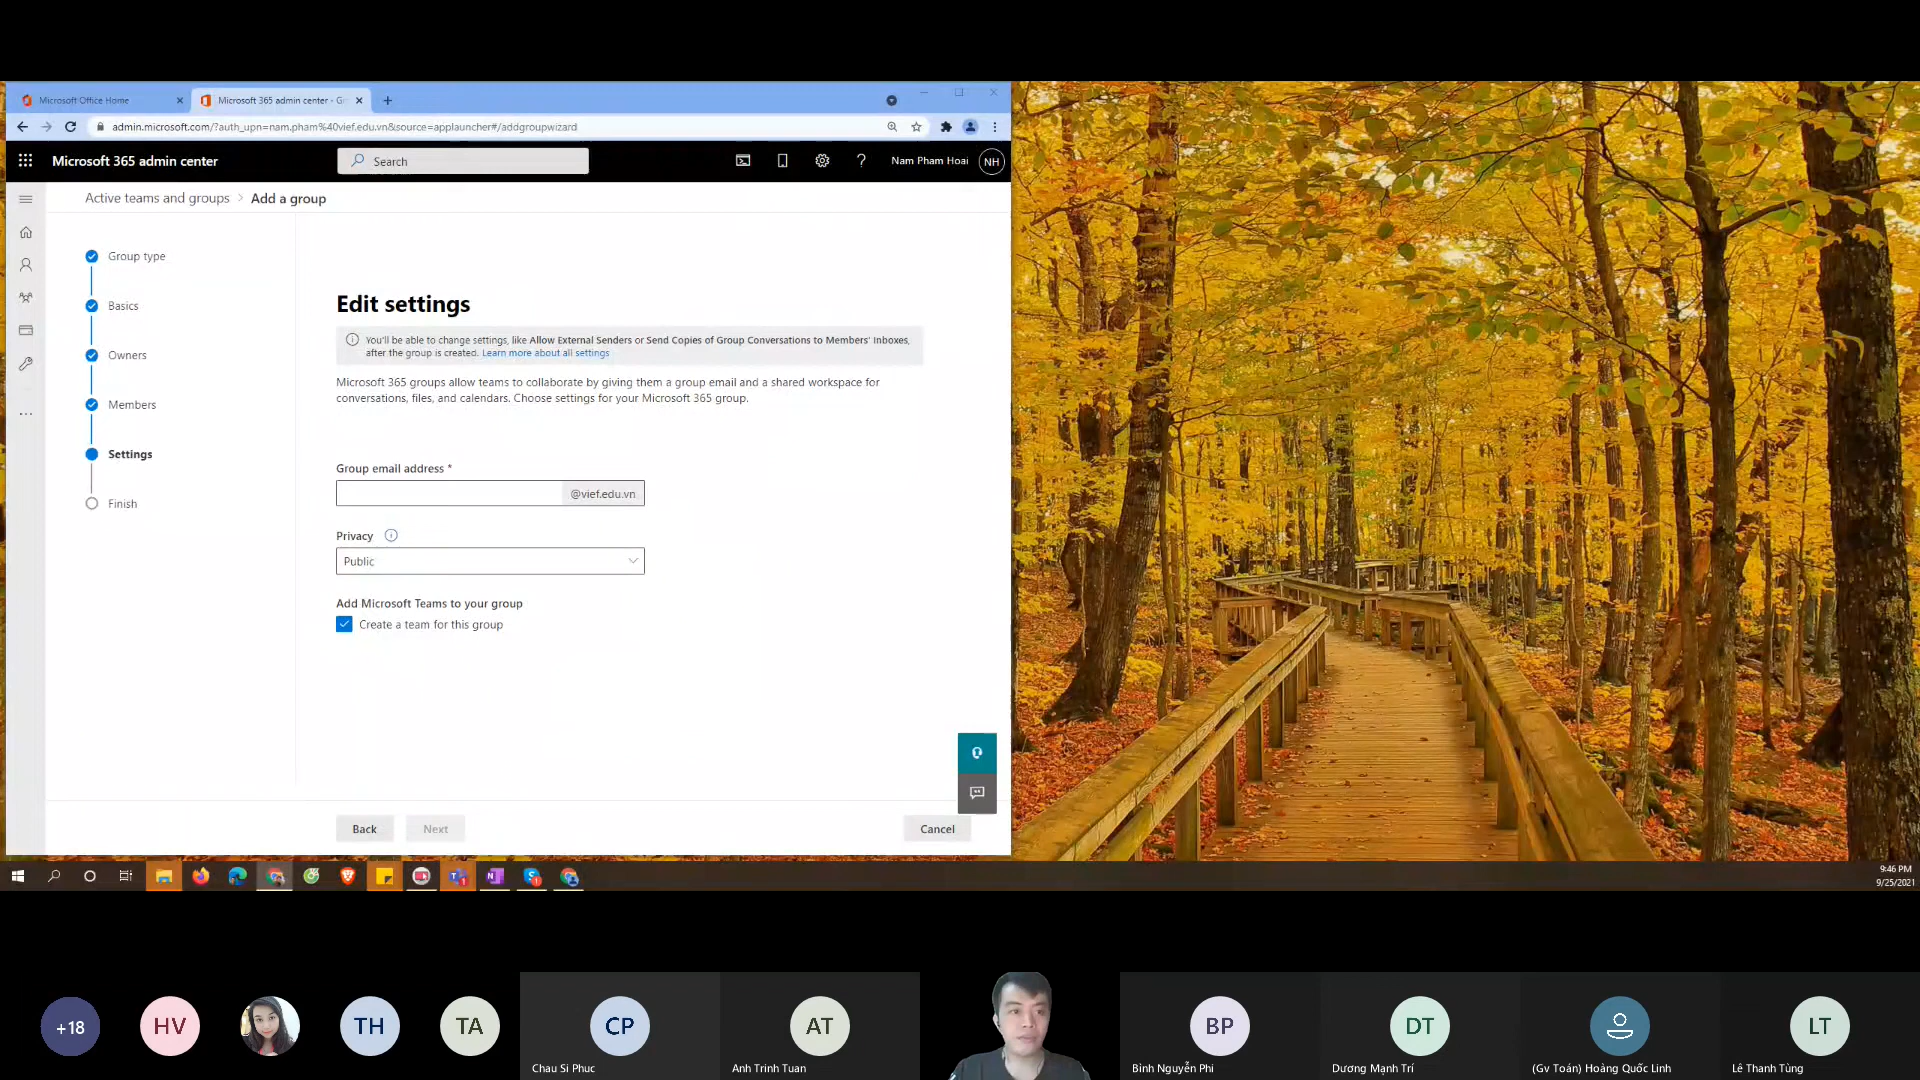 Microsoft Office Home
Microsoft 365 admin center - Gr
admin.microsoft.com/?auth_upn=nam.pham%40vief.edu.vn&source=applauncher#/addgroupwizard
Microsoft 365 admin center
Search
Nam Pham Hoai
NH
Active teams and groups > Add a group
Group type
Basics
Owners
Members
Settings
Finish
Edit settings
You'll be able to change settings, like Allow External Senders or Send Copies of Group Conversations to Members' Inboxes,
after the group is created. Learn more about all settings
Microsoft 365 groups allow teams to collaborate by giving them a group email and a shared workspace for
conversations, files, and calendars. Choose settings for your Microsoft 365 group.
Group email address *
@vief.edu.vn
Privacy
Public
Add Microsoft Teams to your group
Create a team for this group
Back
Next
Cancel
9:46 PM
9/25/2021
+18
HV
TH
TA
CP
Chau Si Phuc
AT
Anh Trinh Tuan
BP
Bình Nguyễn Phi
DT
Dương Mạnh Trí
(Gv Toán) Hoàng Quốc Linh
LT
Lê Thanh Tùng